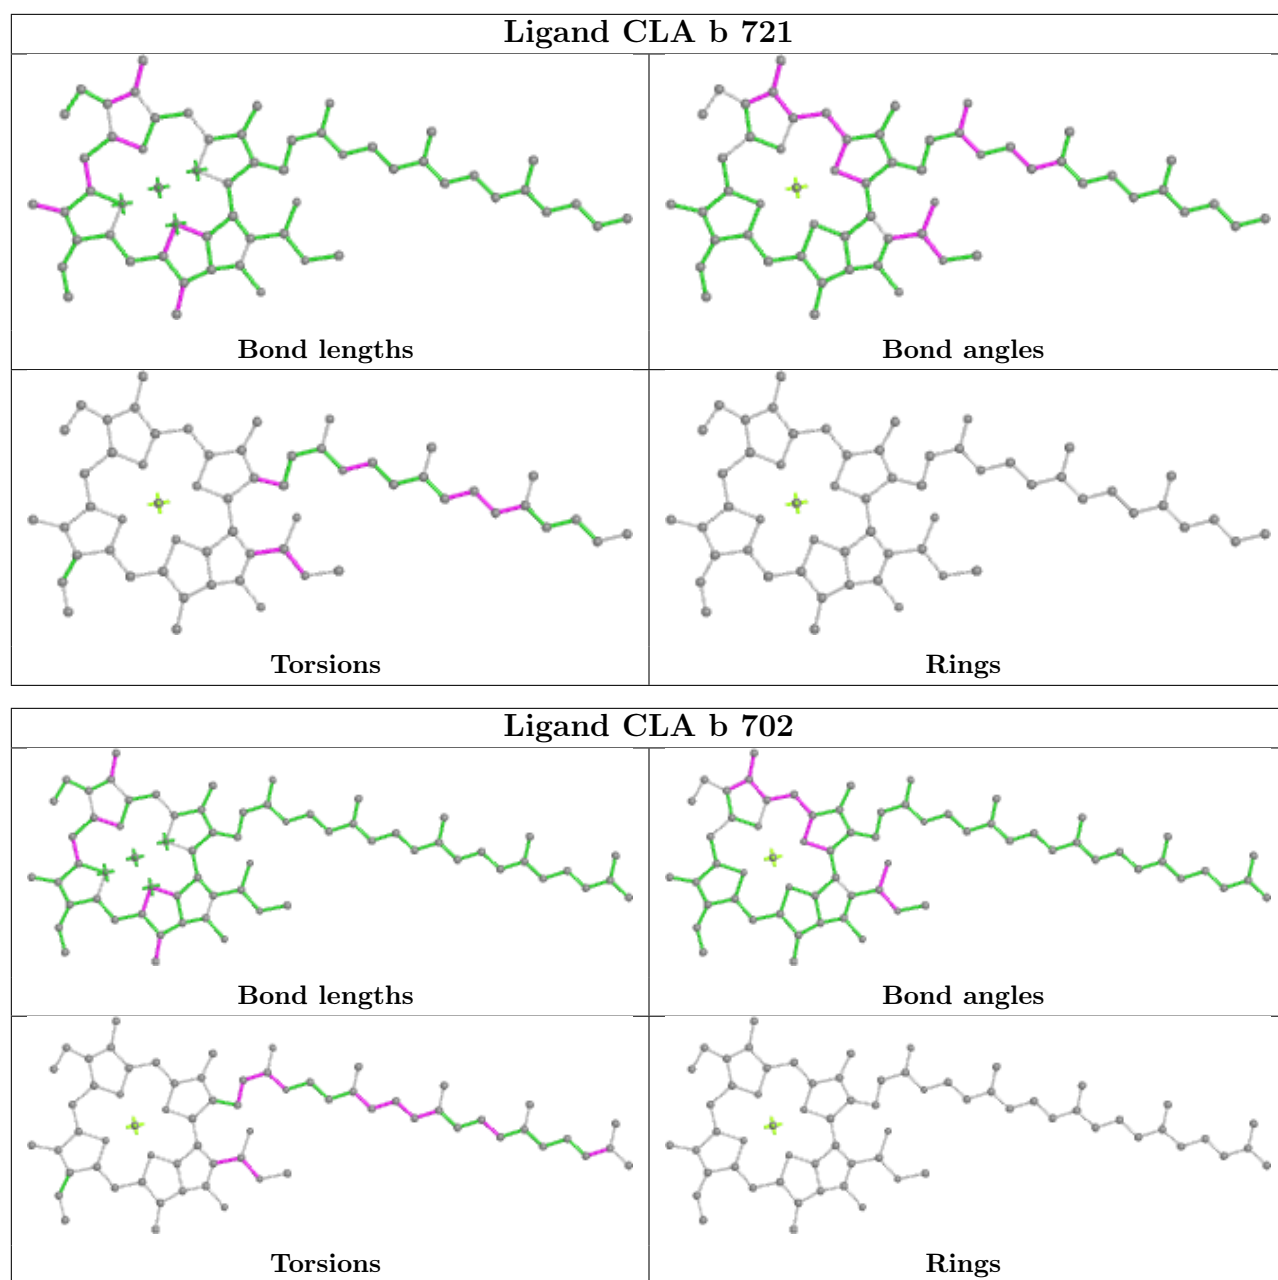 Ligand CLA b 721
Bond lengths
Bond angles
Torsions
Rings
Ligand CLA b 702
Bond lengths
Bond angles
Torsions
Rings